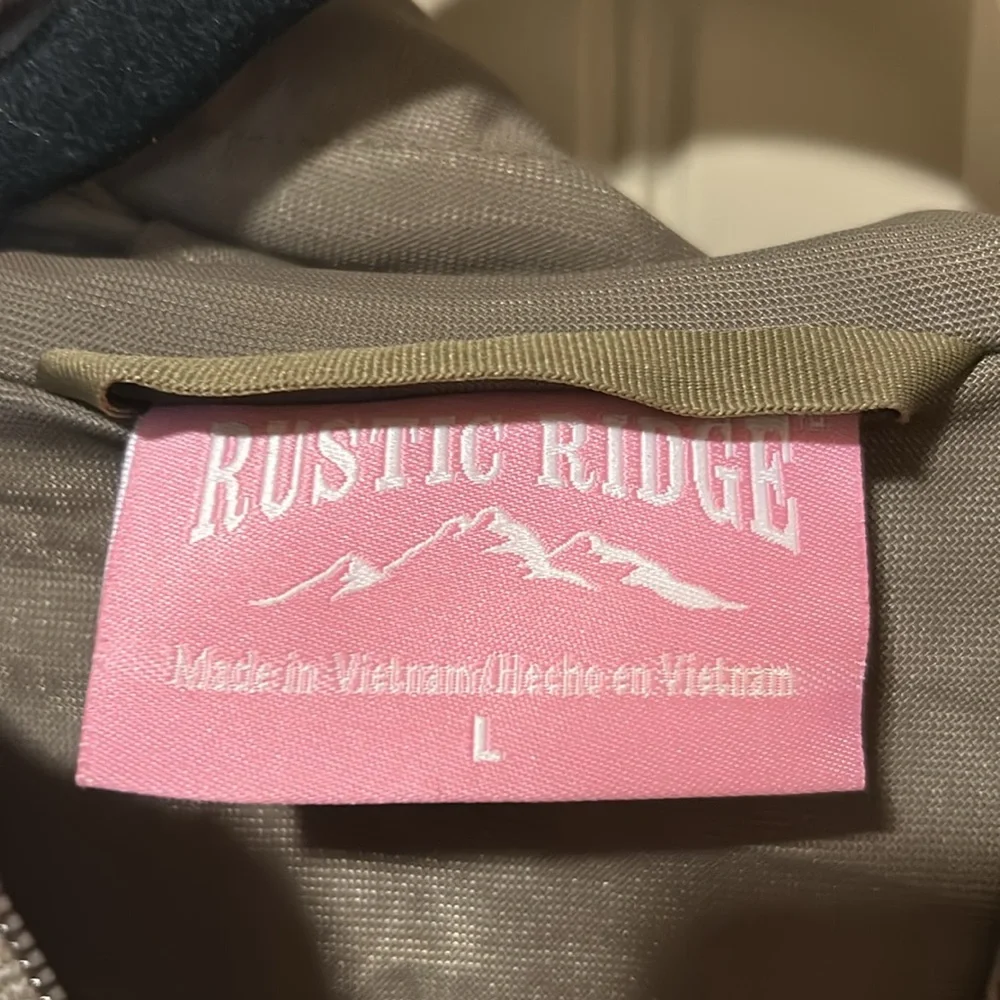 RUSTIC RIDGE
Made in Vietnam/Hecho en Vietnam
L